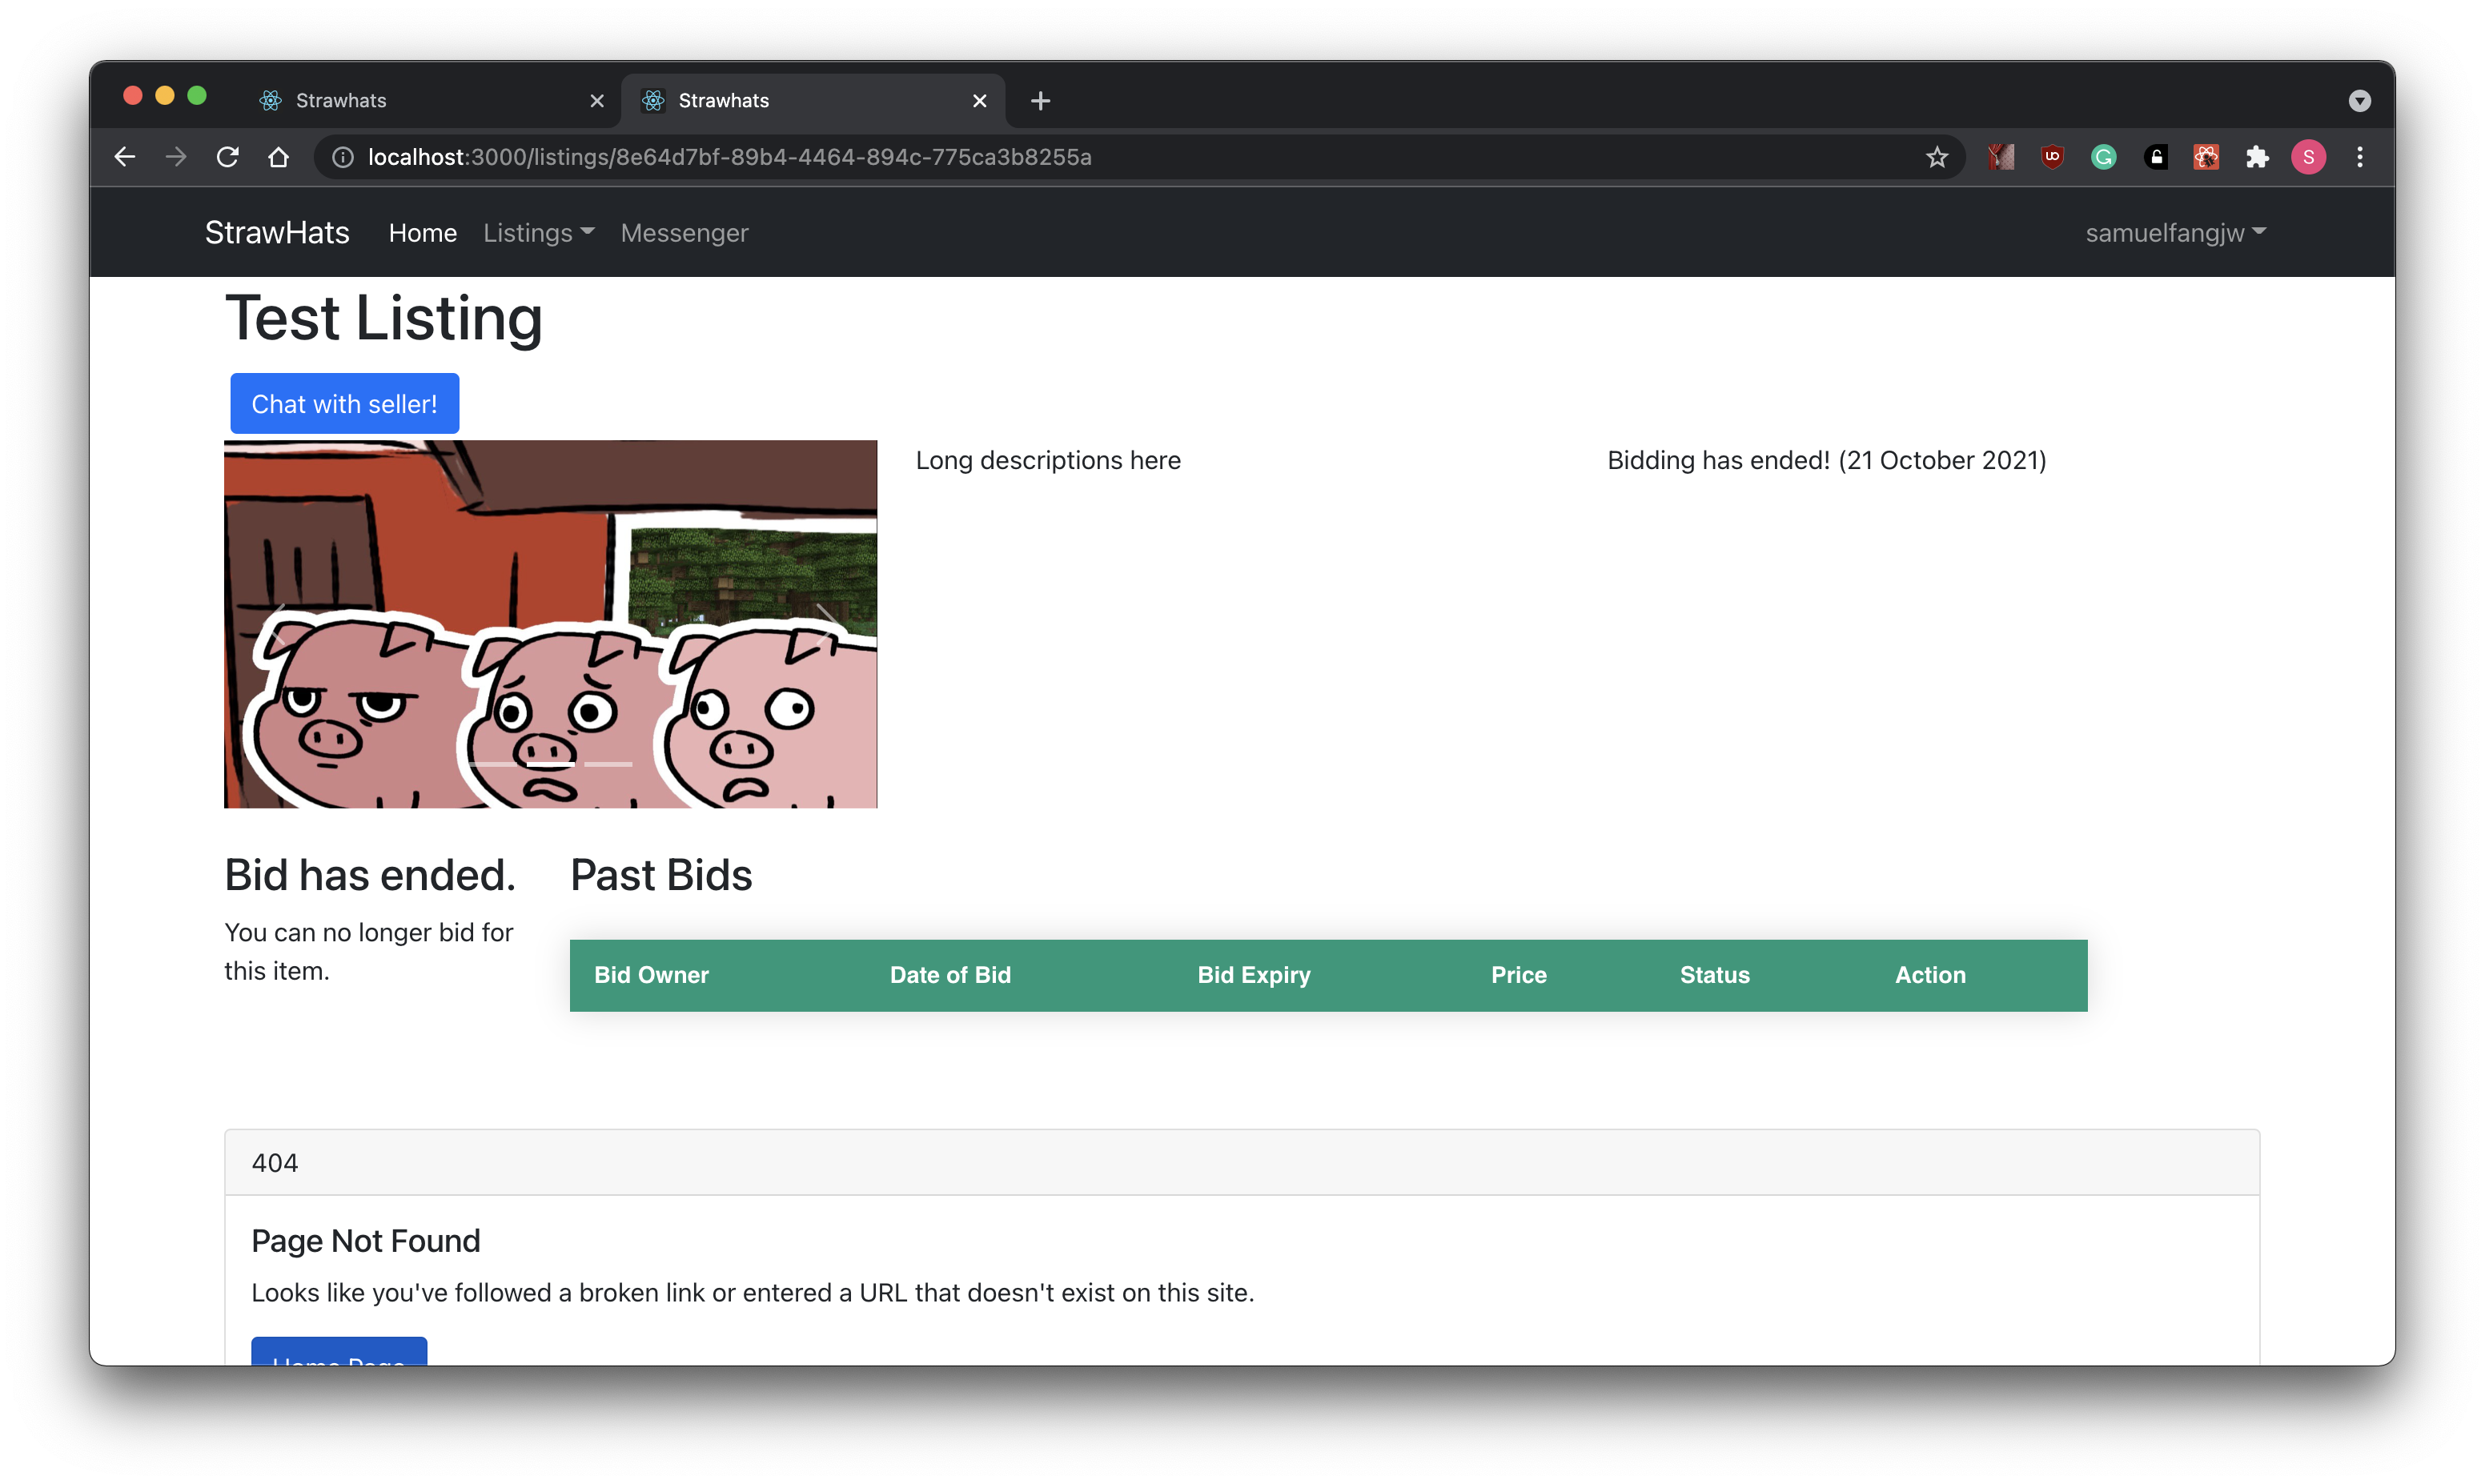 Strawhats
Strawhats
localhost:3000/listings/8e64d7bf-89b4-4464-894c-775ca3b8255a
S
StrawHats Home Listings Messenger samuelfangjw
Test Listing
Chat with seller!
Long descriptions here
Bidding has ended! (21 October 2021)
Bid has ended.
You can no longer bid for
this item.
Past Bids
Bid Owner Date of Bid Bid Expiry Price Status Action
404
Page Not Found
Looks like you've followed a broken link or entered a URL that doesn't exist on this site.
Home Page